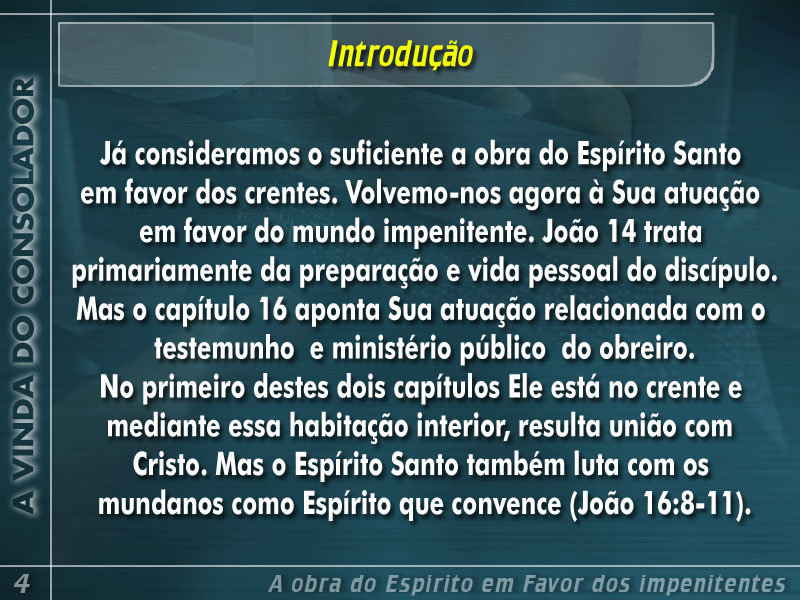 Introdução
A VINDA DO CONSOLADOR
Já consideramos o suficiente a obra do Espírito Santo
em favor dos crentes. Volvemo-nos agora à Sua atuação
em favor do mundo impenitente. João 14 trata
primariamente da preparação e vida pessoal do discípulo.
Mas o capítulo 16 aponta Sua atuação relacionada com o
testemunho e ministério público do obreiro.
No primeiro destes dois capítulos Ele está no crente e
mediante essa habitação interior, resulta união com
Cristo. Mas o Espírito Santo também luta com os
mundanos como Espírito que convence (João 16:8-11).
4
A obra do Espírito em Favor dos impenitentes